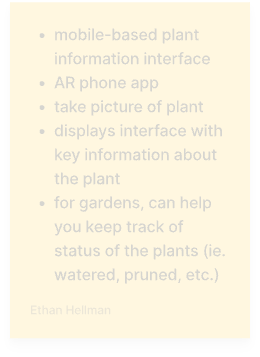 • mobile-based plant
information interface
• AR phone app
• take picture of plant
• displays interface with
key information about
the plant
• for gardens, can help
you keep track of
status of the plants (ie.
watered, pruned, etc.)
Ethan Hellman